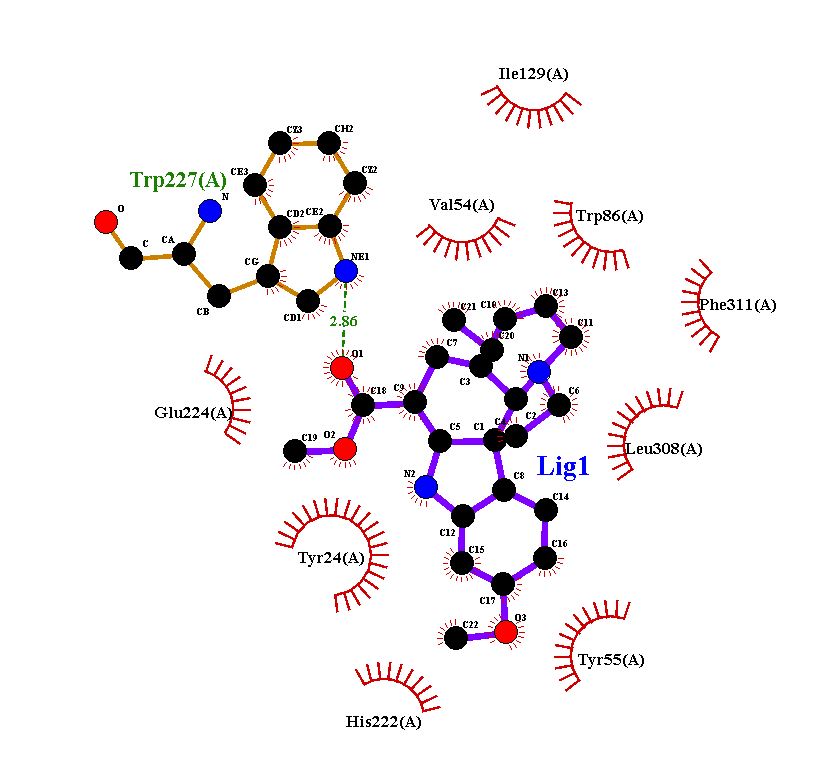 Ile129(A)
CZ3
CH2
CE3
CZ2
Trp227(A)
N
Val54(A)
O
CD2
CE2
Trp86(A)
C
CA
CG
NE1
CB
CD1
C13
Phe311(A)
C21
C10
2.86
C11
C20
O1
C7
N1
C3
C18
C9
C6
Glu224(A)
C4
C2
C5
C1
C19
O2
Leu308(A)
Lig1
N2
C8
C14
C12
C16
C15
Tyr24(A)
C17
O3
C22
Tyr55(A)
His222(A)